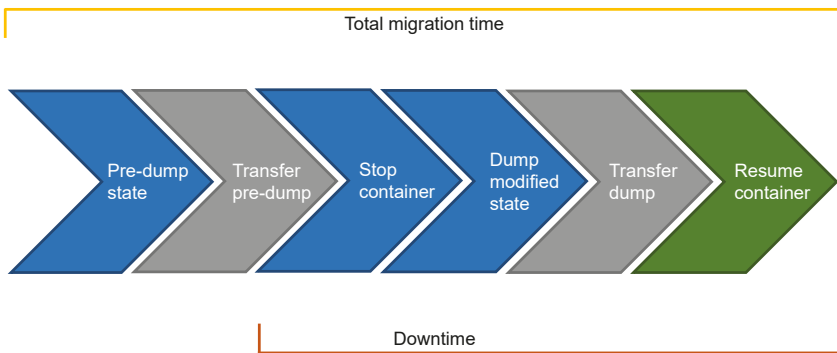 Total migration time
Pre-dump
state
Transfer
pre-dump
Stop
container
Dump
modified
state
Transfer
dump
Resume
container
Downtime